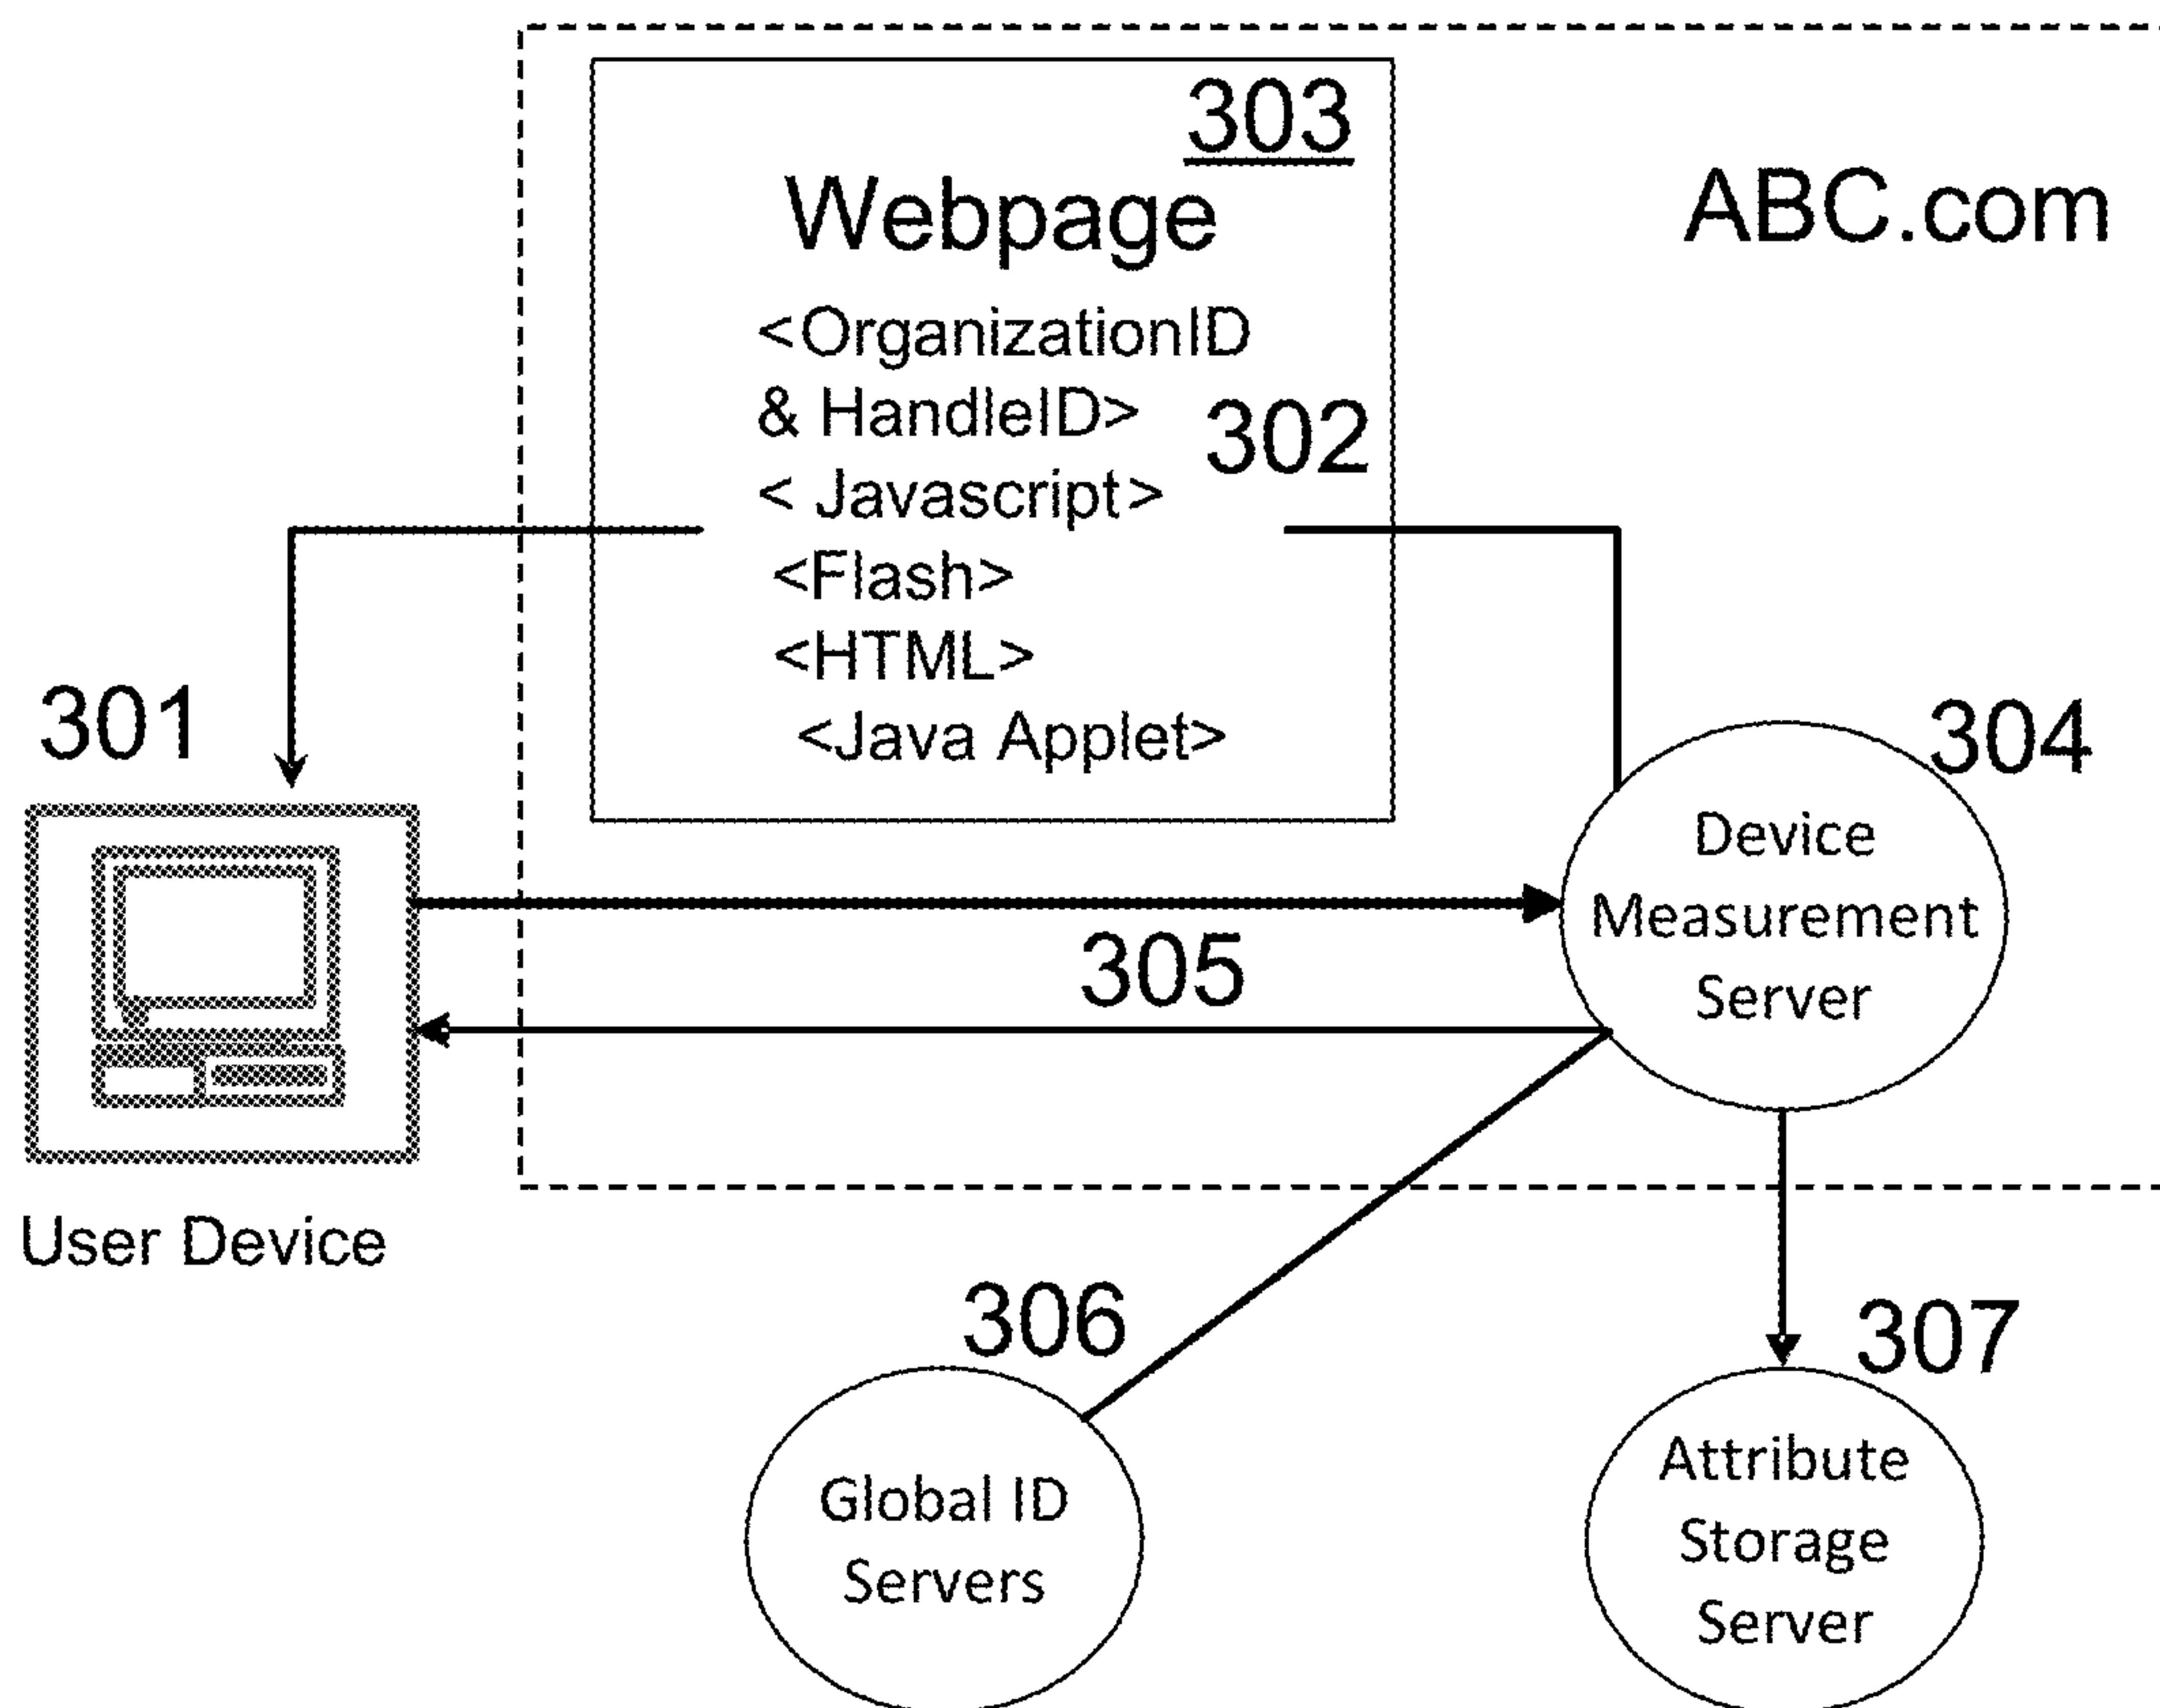 303
Webpage
ABC.com
<OrganizationID
& HandleID>
302
< Javascript>
<Flash>
<HTML>
<Java Applet>
301
304
Device
Measurement
Server
305
User Device
306
307
Global ID
Servers
Attribute
Storage
Server